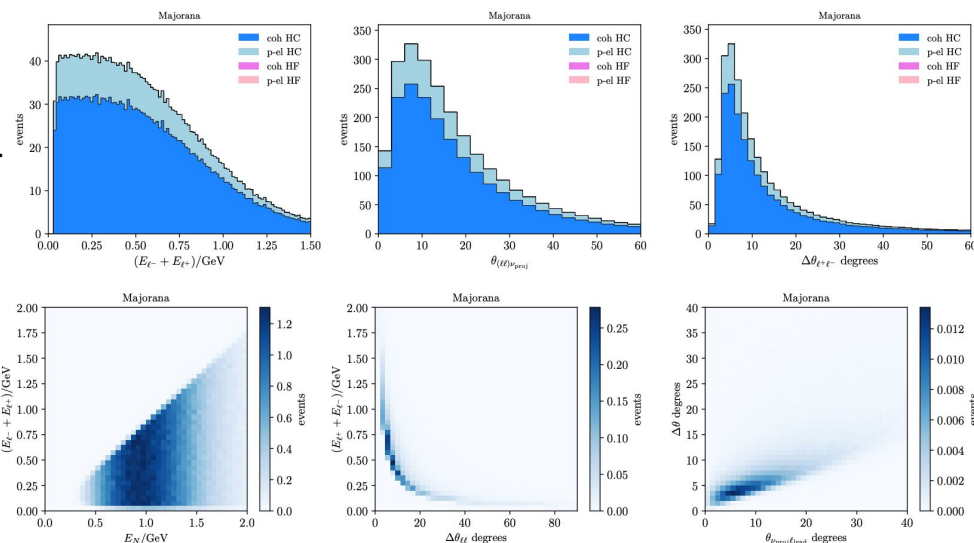 Majorana
events
0
10
20
30
40
0.00 0.25 0.50 0.75 1.00 1.25 1.50
(E_{ℓ⁻} + E_{ℓ⁺})/GeV
coh HC
p-el HC
coh HF
p-el HF
Majorana
events
0
50
100
150
200
250
300
350
0 10 20 30 40 50 60
θ_{(ℓℓ)ν_{proj}}
coh HC
p-el HC
coh HF
p-el HF
Majorana
events
0
50
100
150
200
250
300
350
0 10 20 30 40 50 60
Δθ_{ℓ⁺ℓ⁻} degrees
coh HC
p-el HC
coh HF
p-el HF
Majorana
(E_{ℓ⁻} + E_{ℓ⁺})/GeV
2.00
1.75
1.50
1.25
1.00
0.75
0.50
0.25
0.00
0.0 0.5 1.0 1.5 2.0
E_N/GeV
1.2
1.0
0.8
0.6
0.4
0.2
0.0
events
Majorana
(E_{ℓ⁺} + E_{ℓ⁻})/GeV
2.00
1.75
1.50
1.25
1.00
0.75
0.50
0.25
0.00
0 20 40 60 80
Δθ_{ℓℓ} degrees
0.25
0.20
0.15
0.10
0.05
0.00
events
Majorana
Δθ degrees
40
35
30
25
20
15
10
5
0
0 10 20 30 40
degrees
0.012
0.010
0.008
0.006
0.004
0.002
0.000
events